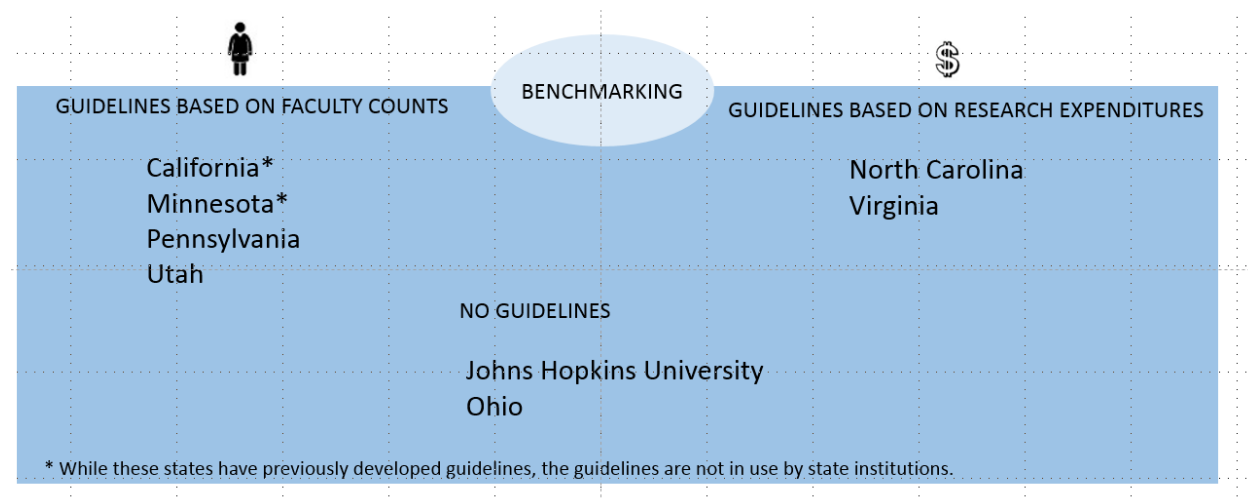 BENCHMARKING
GUIDELINES BASED ON FACULTY COUNTS
California*
Minnesota*
Pennsylvania
Utah
$
GUIDELINES BASED ON RESEARCH EXPENDITURES
North Carolina
Virginia
NO GUIDELINES
Johns Hopkins University
Ohio
* While these states have previously developed guidelines, the guidelines are not in use by state institutions.